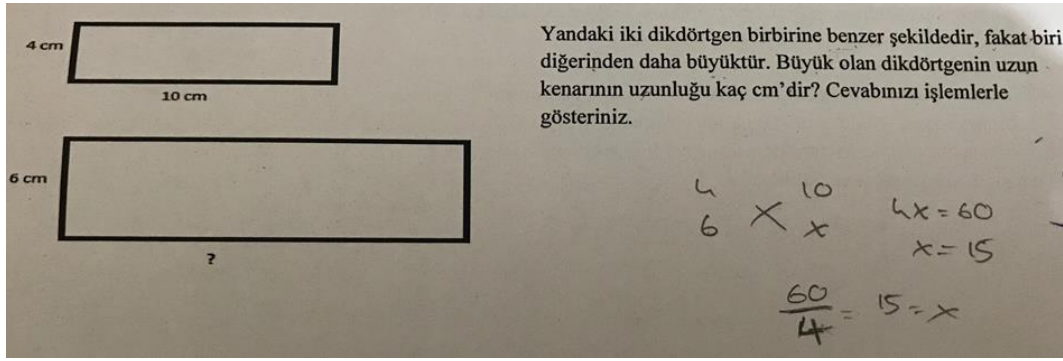 4 cm
10 cm
6 cm
?
Yandaki iki dikdörtgen birbirine benzer şekildedir, fakat biri
diğerinden daha büyüktür. Büyük olan dikdörtgenin uzun
kenarının uzunluğu kaç cm'dir? Cevabınızı işlemlerle
gösteriniz.
4 10 4x = 60
6 X x x = 15
60/4 = 15 = x